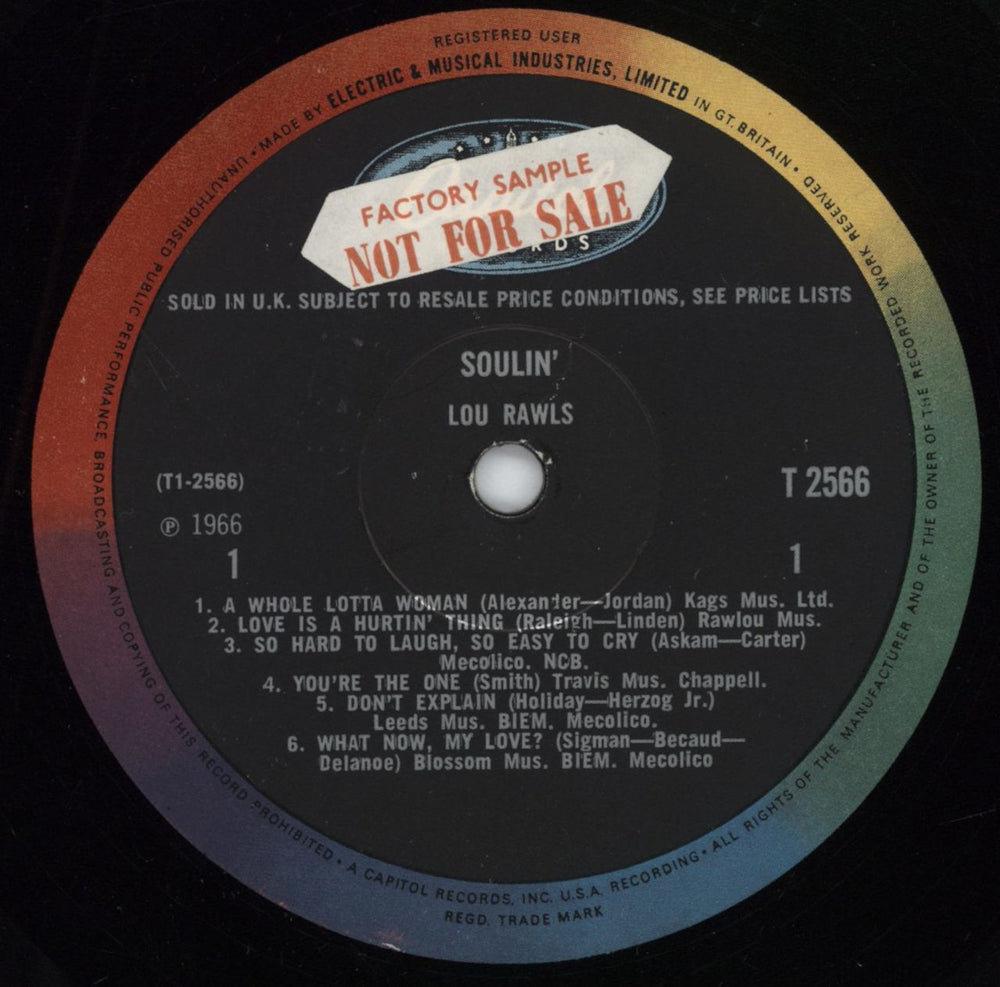 REGISTERED USER
UNAUTHORISED PUBLIC PERFORMANCE, BROADCASTING AND COPYING OF THIS RECORD PROHIBITED • A CAPITOL RECORDS, INC. U.S.A. RECORDING • ALL RIGHTS OF THE MANUFACTURER AND OF THE OWNER OF THE RECORDED WORK RESERVED • MADE BY ELECTRIC & MUSICAL INDUSTRIES, LIMITED IN GT. BRITAIN •
REGD. TRADE MARK
FACTORY SAMPLE
NOT FOR SALE
SOLD IN U.K. SUBJECT TO RESALE PRICE CONDITIONS, SEE PRICE LISTS
SOULIN'
LOU RAWLS
(T1-2566)
T 2566
℗ 1966
1
1
1. A WHOLE LOTTA WOMAN (Alexander—Jordan) Kags Mus. Ltd.
2. LOVE IS A HURTIN' THING (Raleigh—Linden) Rawlou Mus.
3. SO HARD TO LAUGH, SO EASY TO CRY (Askam—Carter)
Mecolico. NCB.
4. YOU'RE THE ONE (Smith) Travis Mus. Chappell.
5. DON'T EXPLAIN (Holiday—Herzog Jr.)
Leeds Mus. BIEM. Mecolico.
6. WHAT NOW, MY LOVE? (Sigman—Becaud—
Delanoe) Blossom Mus. BIEM. Mecolico